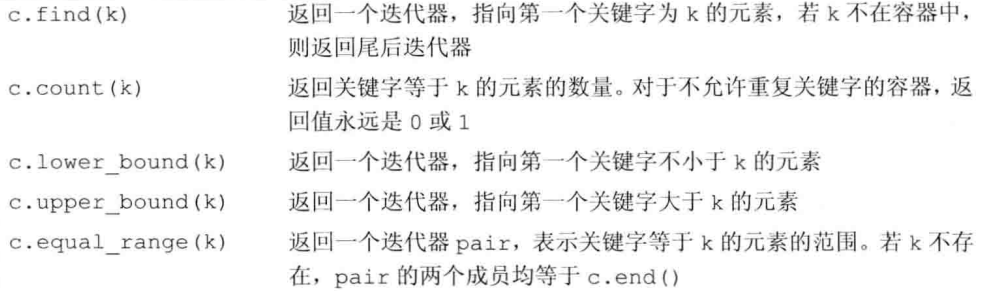 c.find(k) 返回一个迭代器，指向第一个关键字为 k 的元素，若 k 不在容器中，
则返回尾后迭代器
c.count(k) 返回关键字等于 k 的元素的数量。对于不允许重复关键字的容器，返
回值永远是 0 或 1
c.lower_bound(k) 返回一个迭代器，指向第一个关键字不小于 k 的元素
c.upper_bound(k) 返回一个迭代器，指向第一个关键字大于 k 的元素
c.equal_range(k) 返回一个迭代器 pair，表示关键字等于 k 的元素的范围。若 k 不存
在，pair 的两个成员均等于 c.end()